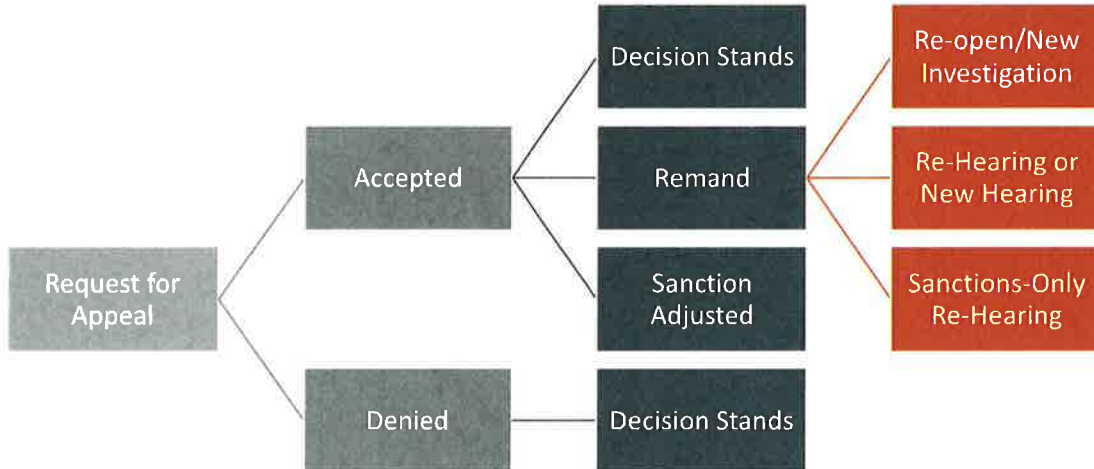 Request for
Appeal
Accepted
Denied
Decision Stands
Remand
Sanction
Adjusted
Decision Stands
Re-open/New
Investigation
Re-Hearing or
New Hearing
Sanctions-Only
Re-Hearing